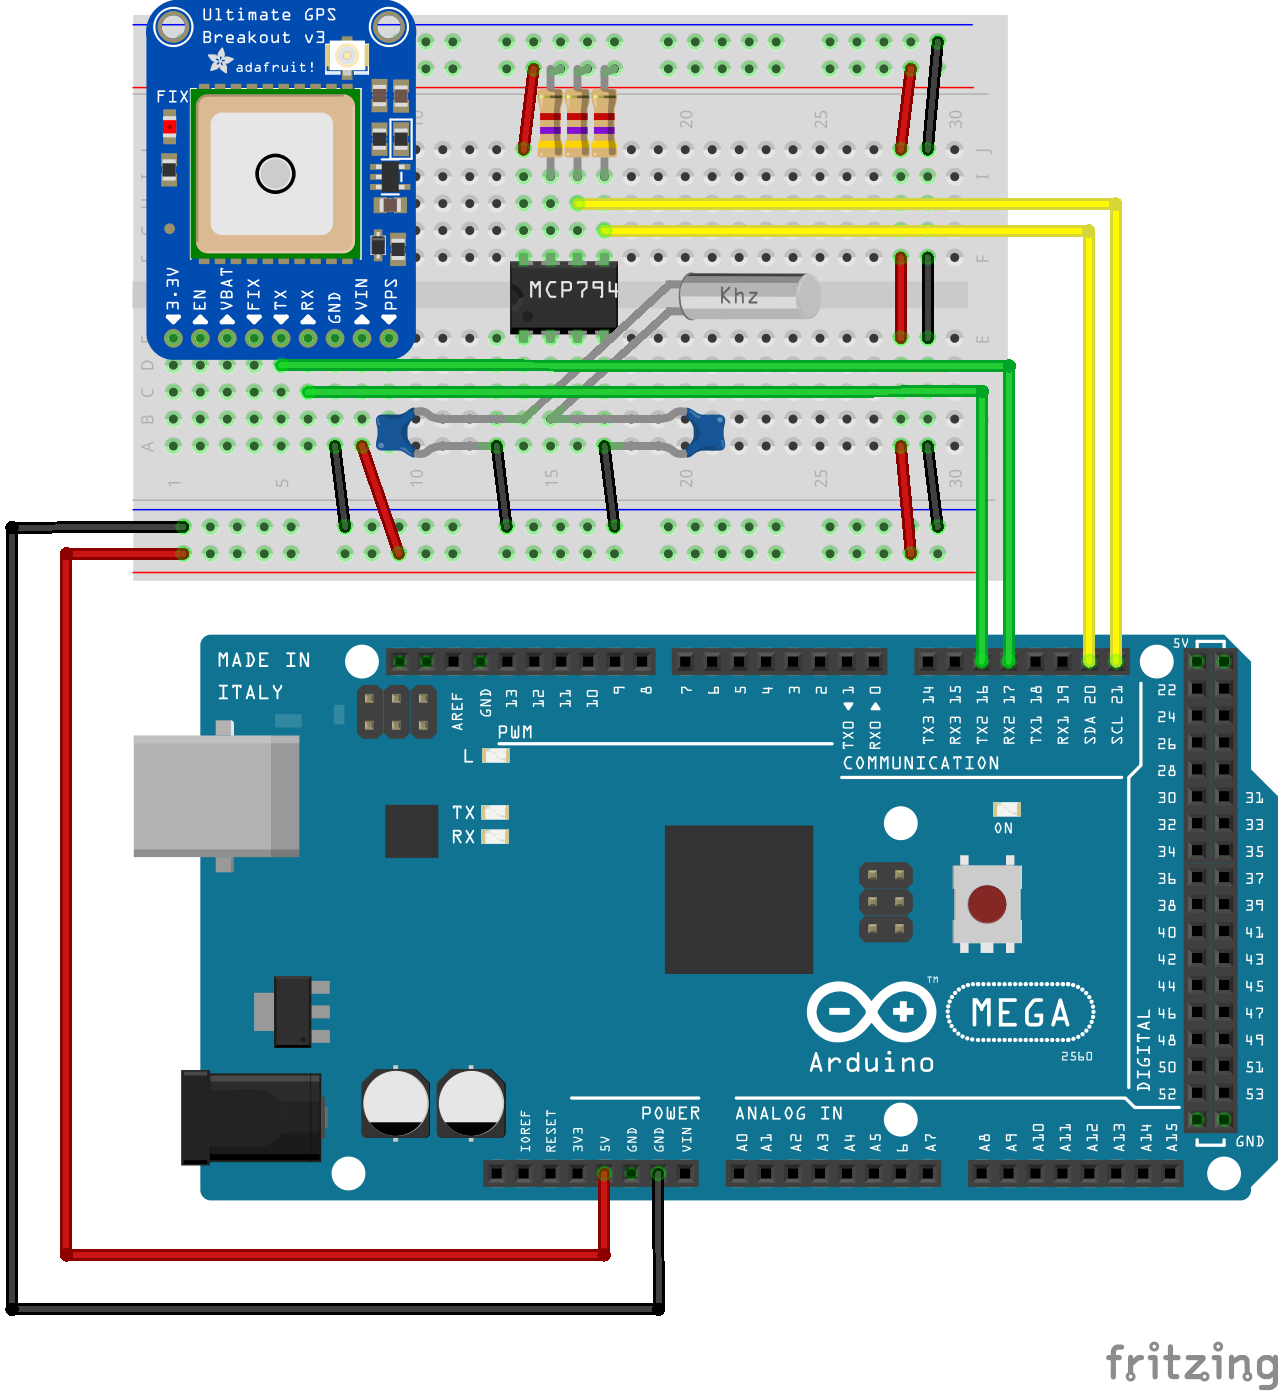 Ultimate GPS
Breakout v3
adafruit!
FIX
3.3V
EN
VBAT
FIX
TX
RX
GND
VIN
PPS
10
20
25
30
J
I
F
E
D
C
B
A
MCP794
Khz
1
5
10
15
20
25
30
MADE IN
ITALY
AREF
GND
13
12
11
10
9
8
7
6
5
4
3
2
TX0 1
RX0 0
TX3 14
RX3 15
TX2 16
RX2 17
TX1 18
RX1 19
SDA 20
SCL 21
PWM
L
COMMUNICATION
TX
RX
ON
5V
22
24
26
28
30 31
32 33
34 35
36 37
38 39
40 41
42 43
44 45
46 47
48 49
50 51
52 53
GND
DIGITAL
TM
MEGA
2560
Arduino
POWER
ANALOG IN
IOREF
RESET
3V3
5V
GND
GND
VIN
A0
A1
A2
A3
A4
A5
6
A7
A8
A9
A10
A11
A12
A13
A14
A15
fritzing